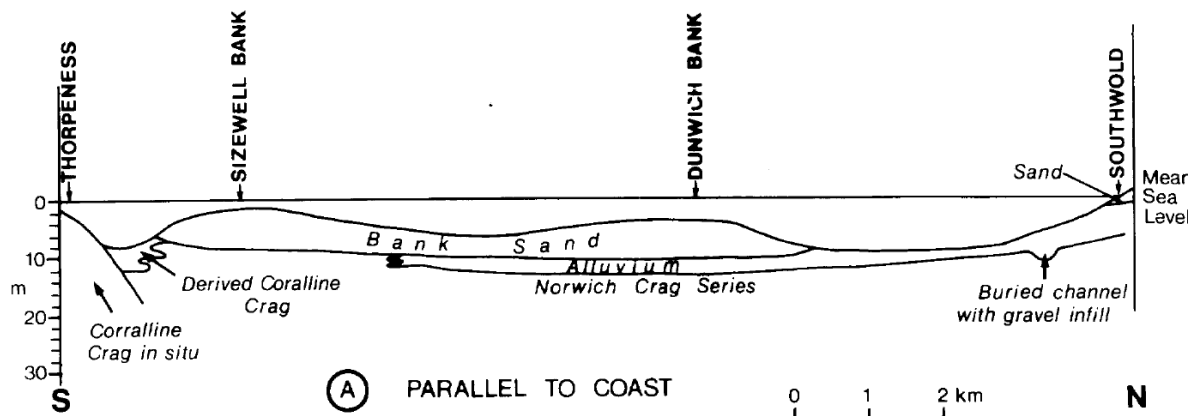 THORPENESS
SIZEWELL BANK
DUNWICH BANK
SOUTHWOLD
Sand
Mean
Sea
Level
0
10
m
20
30
Bank Sand
Alluvium
Norwich Crag Series
Derived Coralline
Crag
Corralline
Crag in situ
Buried channel
with gravel infill
A PARALLEL TO COAST
0 1 2 km
S
N